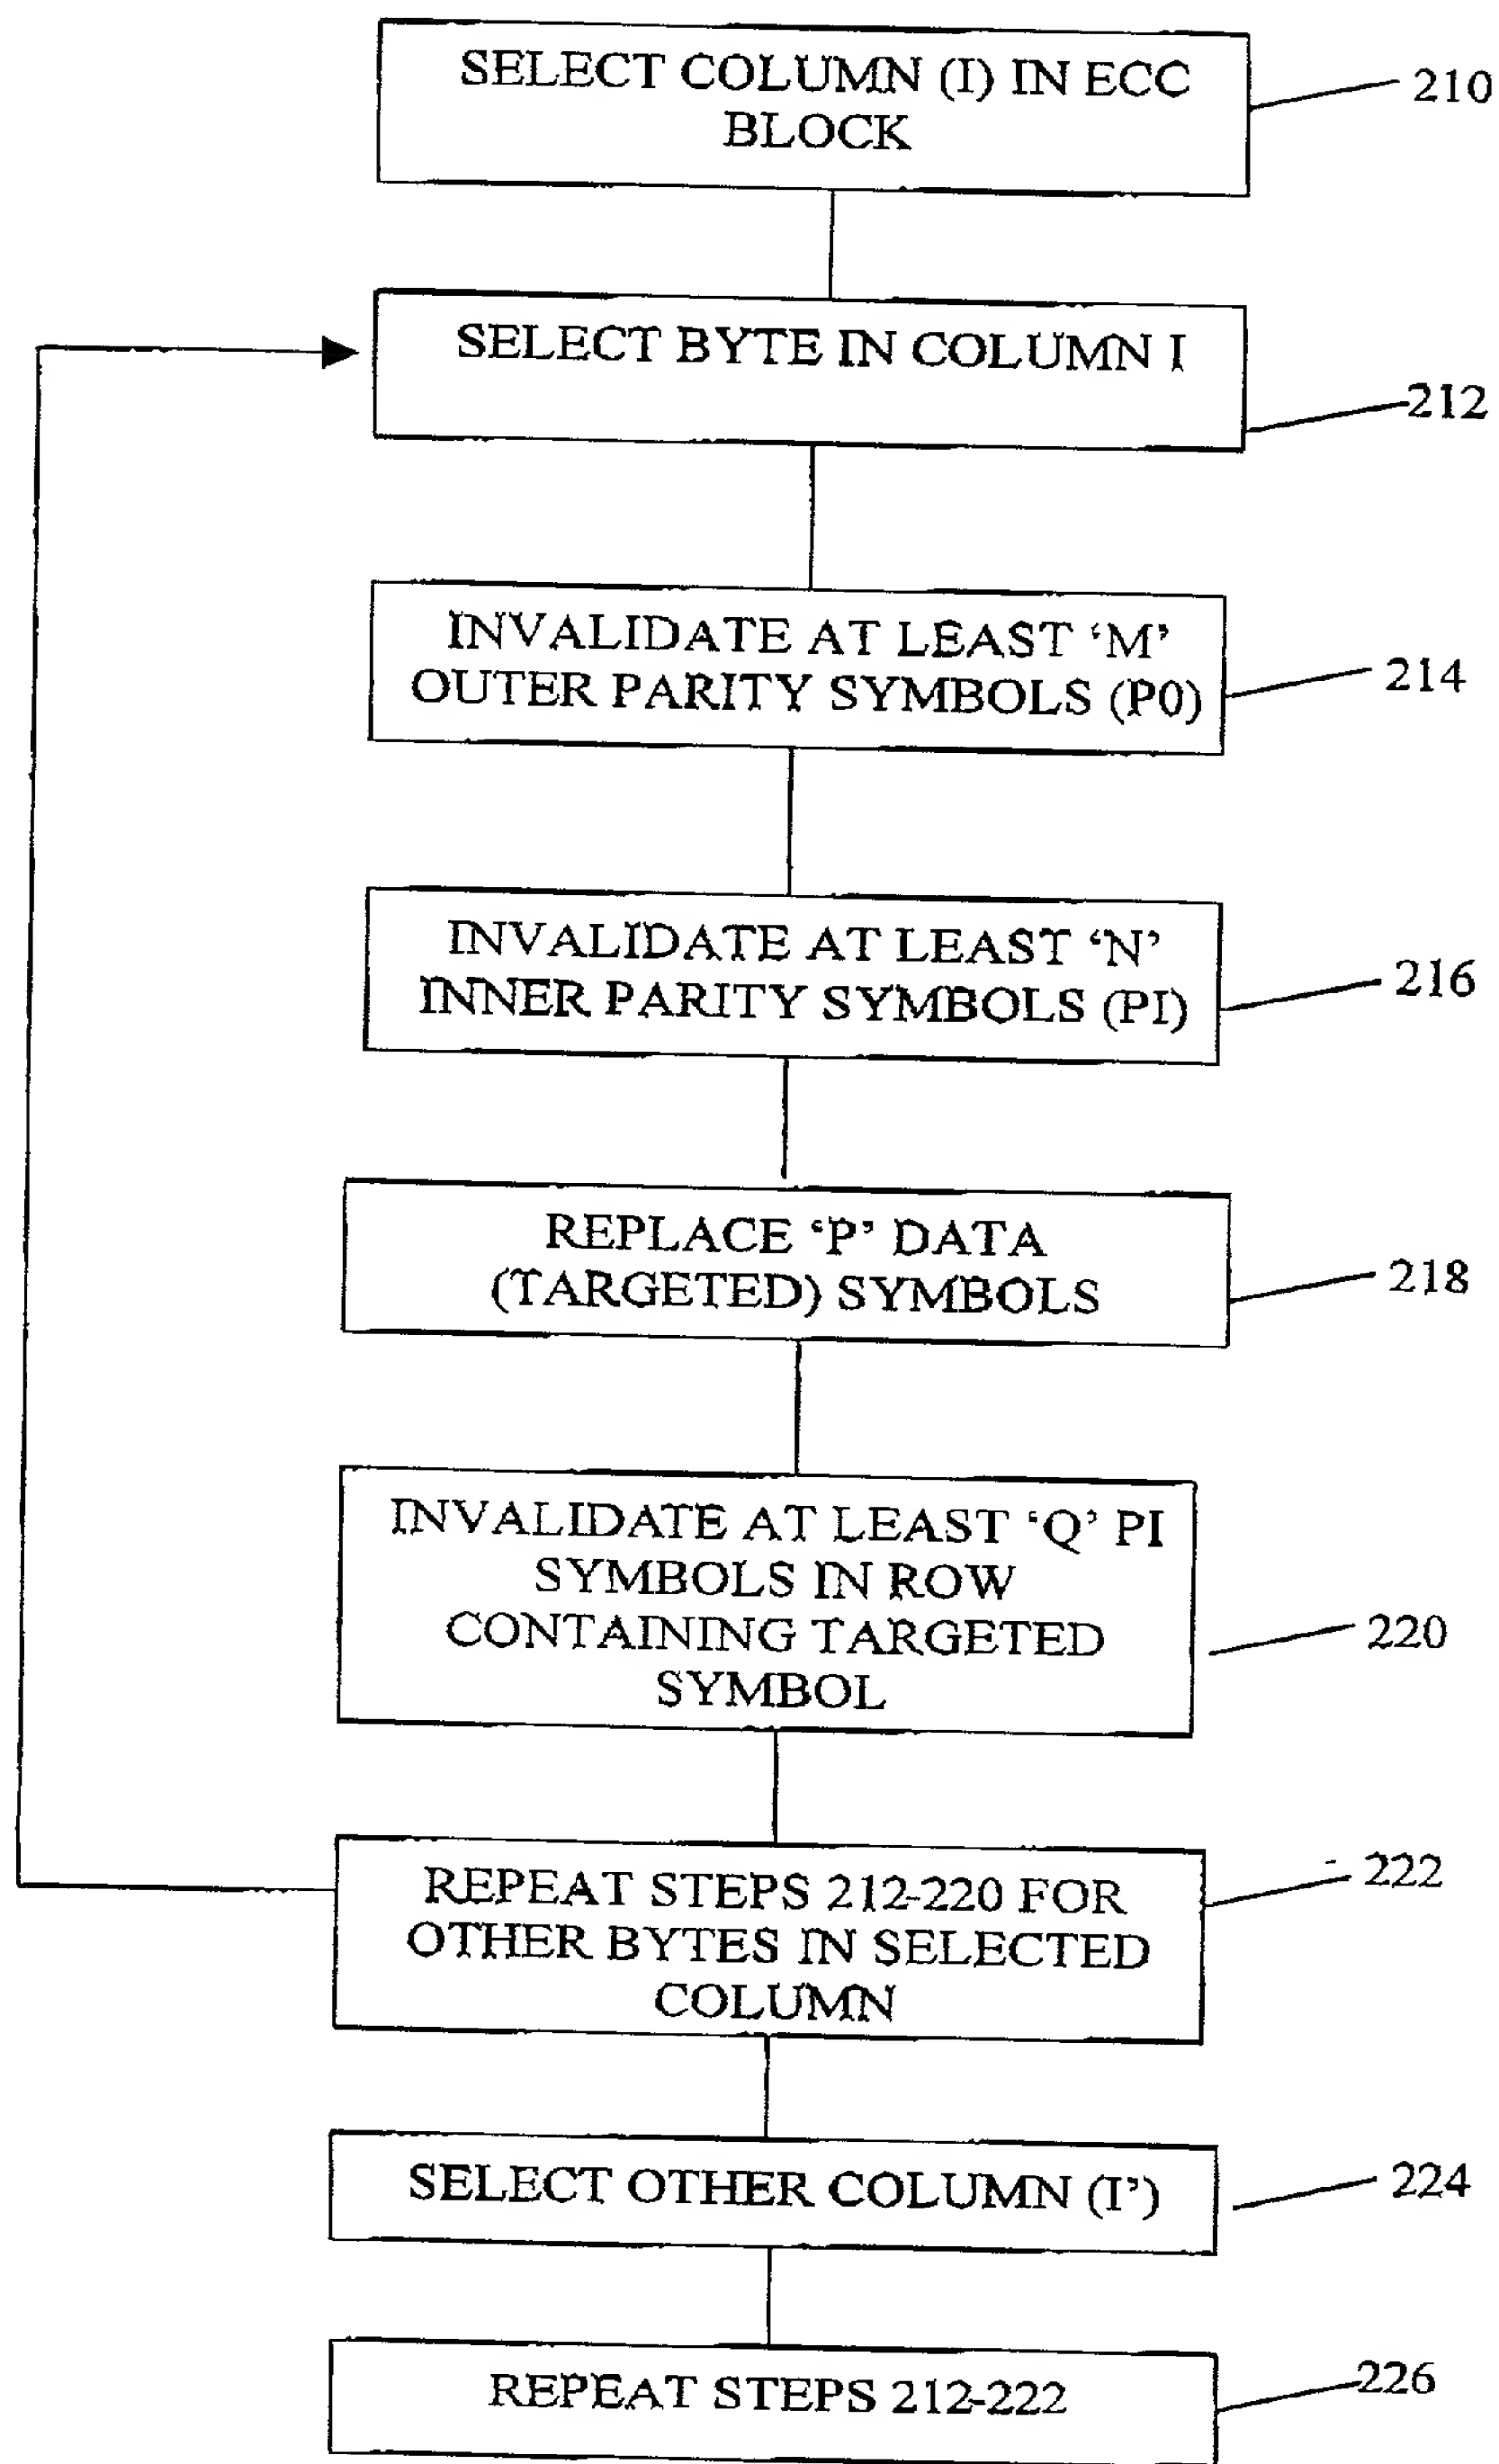 SELECT COLUMN (I) IN ECC
BLOCK
210
SELECT BYTE IN COLUMN I
212
INVALIDATE AT LEAST ‘M’
OUTER PARITY SYMBOLS (P0)
214
INVALIDATE AT LEAST ‘N’
INNER PARITY SYMBOLS (PI)
216
REPLACE ‘P’ DATA
(TARGETED) SYMBOLS
218
INVALIDATE AT LEAST ‘Q’ PI
SYMBOLS IN ROW
CONTAINING TARGETED
SYMBOL
220
REPEAT STEPS 212-220 FOR
OTHER BYTES IN SELECTED
COLUMN
222
SELECT OTHER COLUMN (I’)
224
REPEAT STEPS 212-222
226